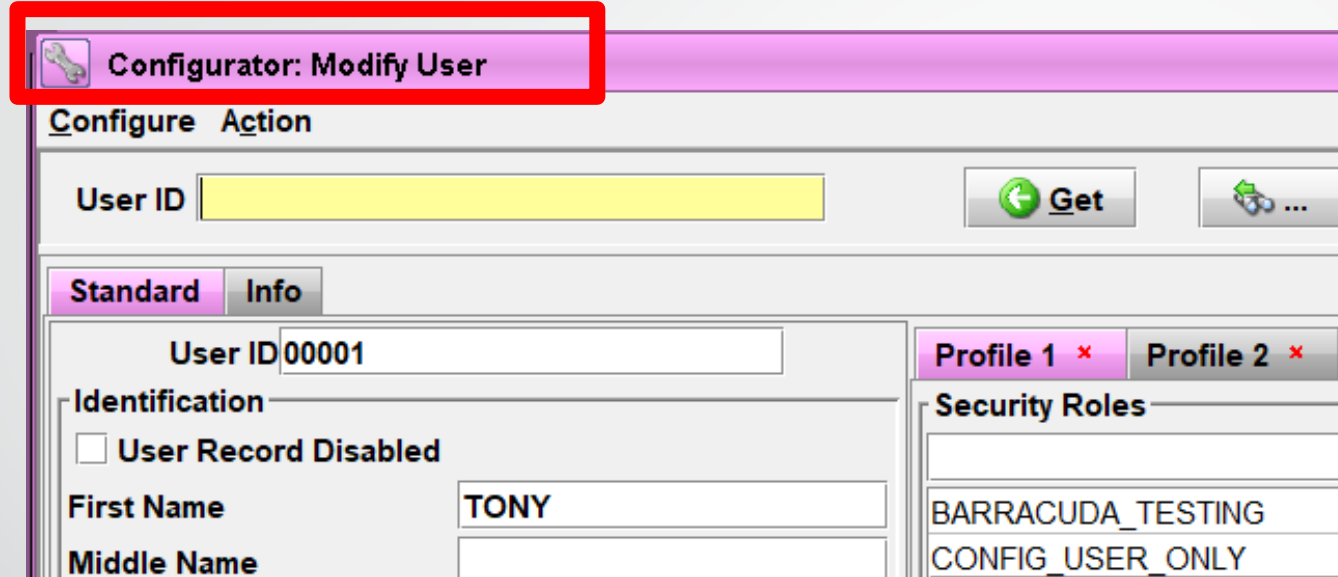 Configurator: Modify User
Configure Action
User ID
Get
...
Standard Info
User ID 00001
Profile 1 × Profile 2 ×
Identification
Security Roles
User Record Disabled
First Name TONY
BARRACUDA_TESTING
Middle Name
CONFIG_USER_ONLY